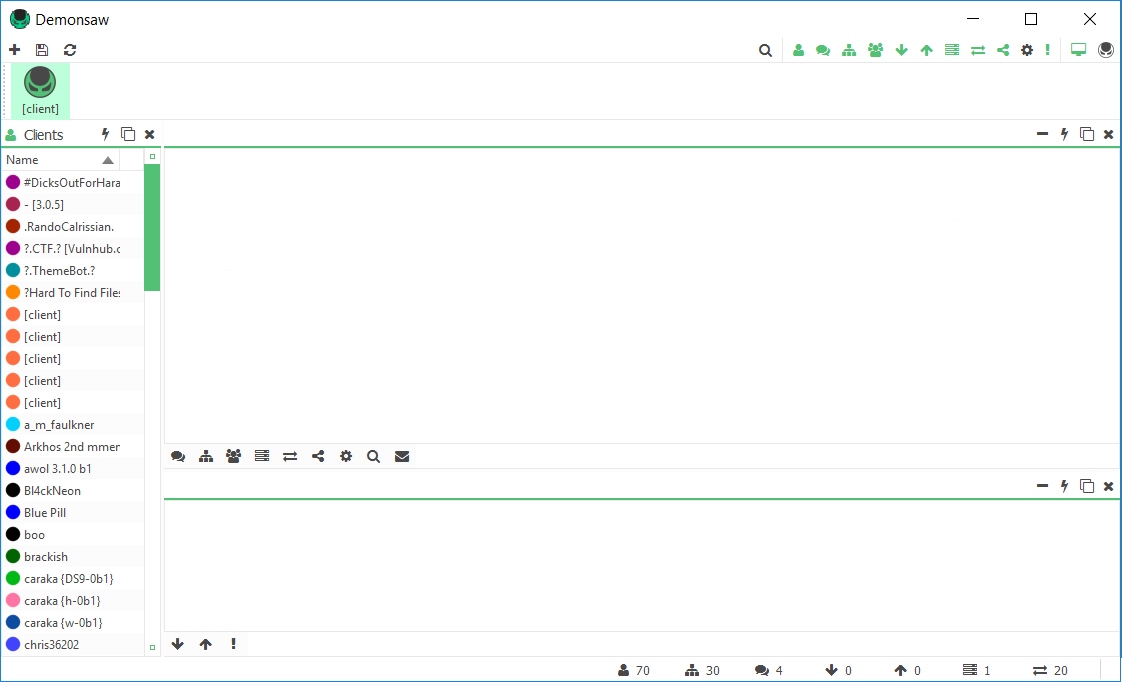 Demonsaw
[client]
Clients
Name
#DicksOutForHara
- [3.0.5]
.RandoCalrissian.
?.CTF.? [Vulnhub.c
?.ThemeBot.?
?Hard To Find Files
[client]
[client]
[client]
[client]
[client]
a_m_faulkner
Arkhos 2nd mmer
awol 3.1.0 b1
Bl4ckNeon
Blue Pill
boo
brackish
caraka {DS9-0b1}
caraka {h-0b1}
caraka {w-0b1}
chris36202
70 30 4 0 0 1 20